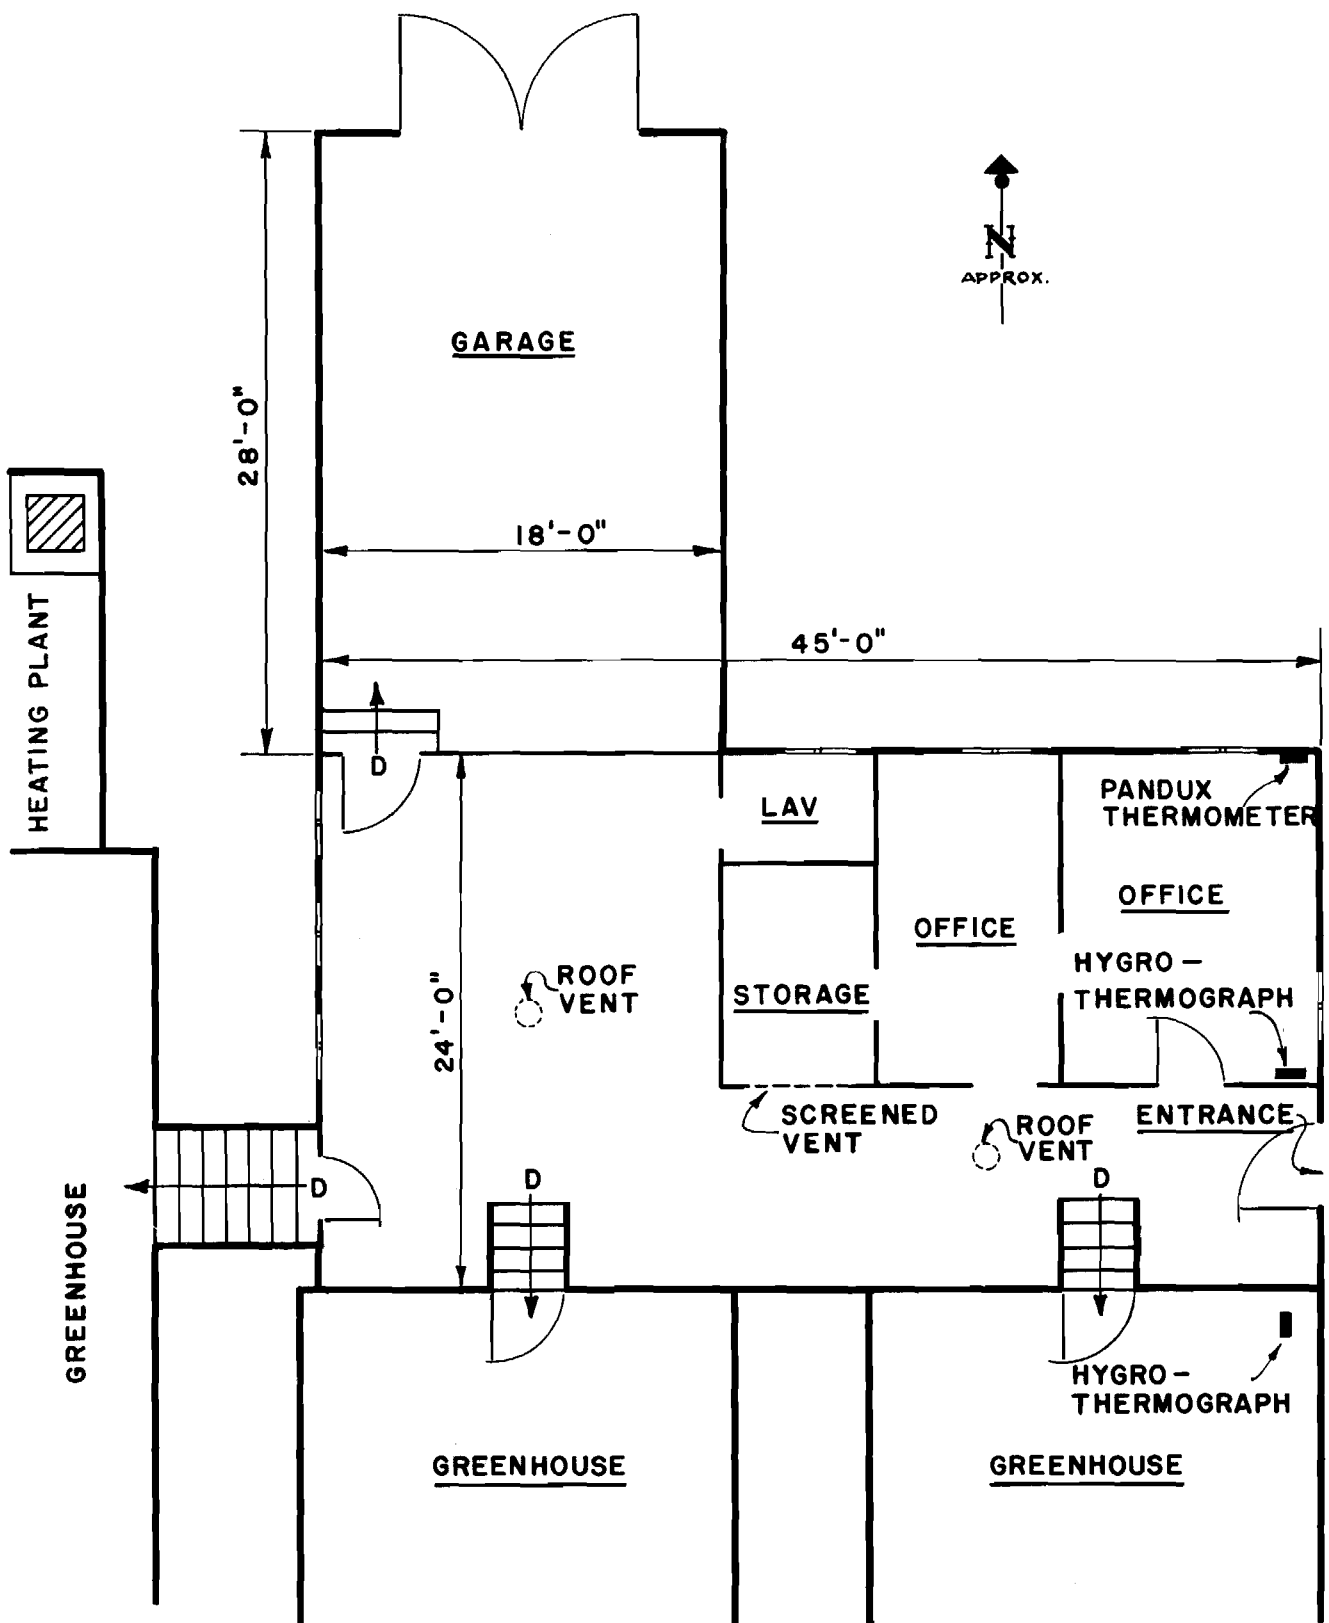 N
APPROX.
GARAGE
28'-0"
18'-0"
45'-0"
HEATING PLANT
D
LAV
PANDUX
THERMOMETER
OFFICE
OFFICE
HYGRO-
THERMOGRAPH
ROOF
VENT
STORAGE
24'-0"
SCREENED
VENT
ROOF
VENT
ENTRANCE
D
D
D
GREENHOUSE
HYGRO-
THERMOGRAPH
GREENHOUSE
GREENHOUSE